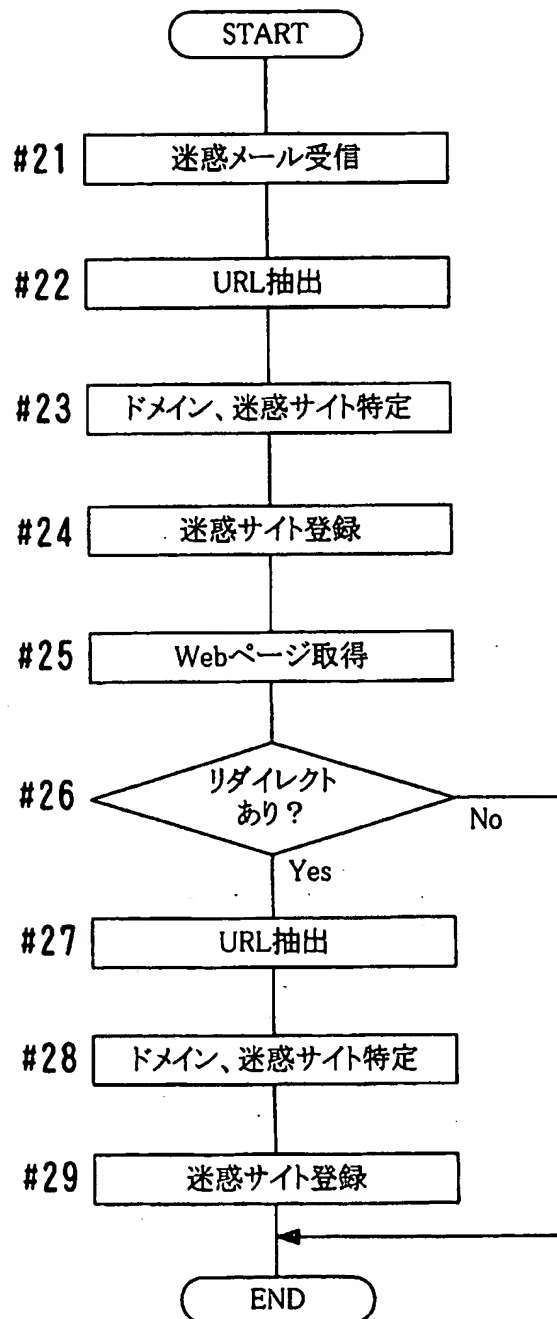 START
#21 迷惑メール受信
#22 URL抽出
#23 ドメイン、迷惑サイト特定
#24 迷惑サイト登録
#25 Webページ取得
#26 リダイレクト
あり?
No
Yes
#27 URL抽出
#28 ドメイン、迷惑サイト特定
#29 迷惑サイト登録
END